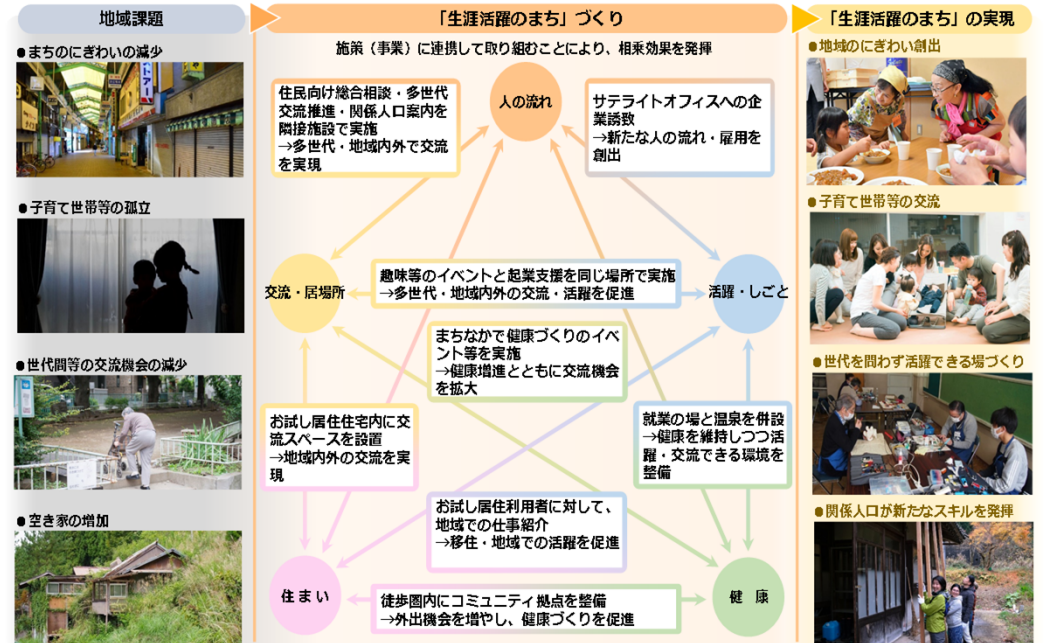 地域課題
●まちのにぎわいの減少
●子育て世帯等の孤立
●世代間等の交流機会の減少
●空き家の増加
「生涯活躍のまち」づくり
施策（事業）に連携して取り組むことにより、相乗効果を発揮
人の流れ
住民向け総合相談・多世代
交流推進・関係人口案内を
隣接施設で実施
→多世代・地域内外で交流
を実現
サテライトオフィスへの企
業誘致
→新たな人の流れ・雇用を
創出
交流・居場所
趣味等のイベントと起業支援を同じ場所で実施
→多世代・地域内外の交流・活躍を促進
活躍・しごと
まちなかで健康づくりのイベ
ント等を実施
→健康増進とともに交流機会
を拡大
お試し居住住宅内に交
流スペースを設置
→地域内外の交流を実
現
就業の場と温泉を併設
→健康を維持しつつ活
躍・交流できる環境を
整備
お試し居住利用者に対して、
地域での仕事紹介
→移住・地域での活躍を促進
住まい
徒歩圏内にコミュニティ拠点を整備
→外出機会を増やし、健康づくりを促進
健　康
「生涯活躍のまち」の実現
●地域のにぎわい創出
●子育て世帯等の交流
●世代を問わず活躍できる場づくり
●関係人口が新たなスキルを発揮